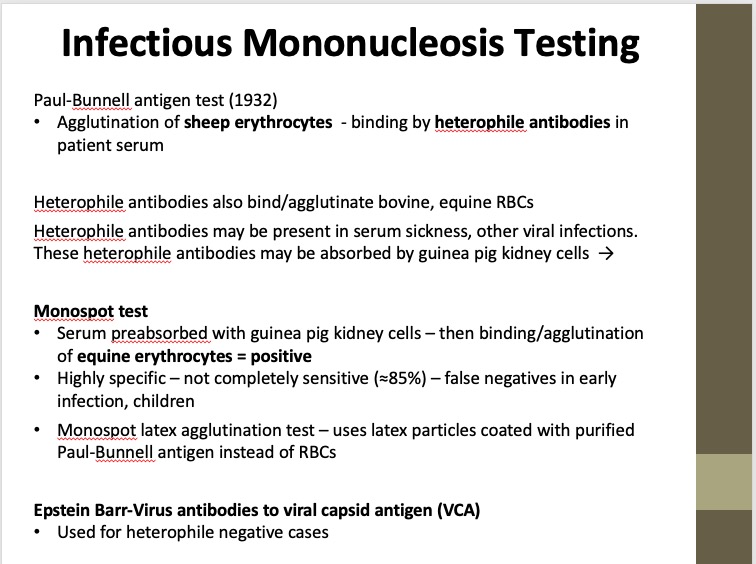 Infectious Mononucleosis Testing
Paul-Bunnell antigen test (1932)
• Agglutination of sheep erythrocytes - binding by heterophile antibodies in
patient serum
Heterophile antibodies also bind/agglutinate bovine, equine RBCs
Heterophile antibodies may be present in serum sickness, other viral infections.
These heterophile antibodies may be absorbed by guinea pig kidney cells →
Monospot test
• Serum preabsorbed with guinea pig kidney cells – then binding/agglutination
of equine erythrocytes = positive
• Highly specific – not completely sensitive (≈85%) – false negatives in early
infection, children
• Monospot latex agglutination test – uses latex particles coated with purified
Paul-Bunnell antigen instead of RBCs
Epstein Barr-Virus antibodies to viral capsid antigen (VCA)
• Used for heterophile negative cases